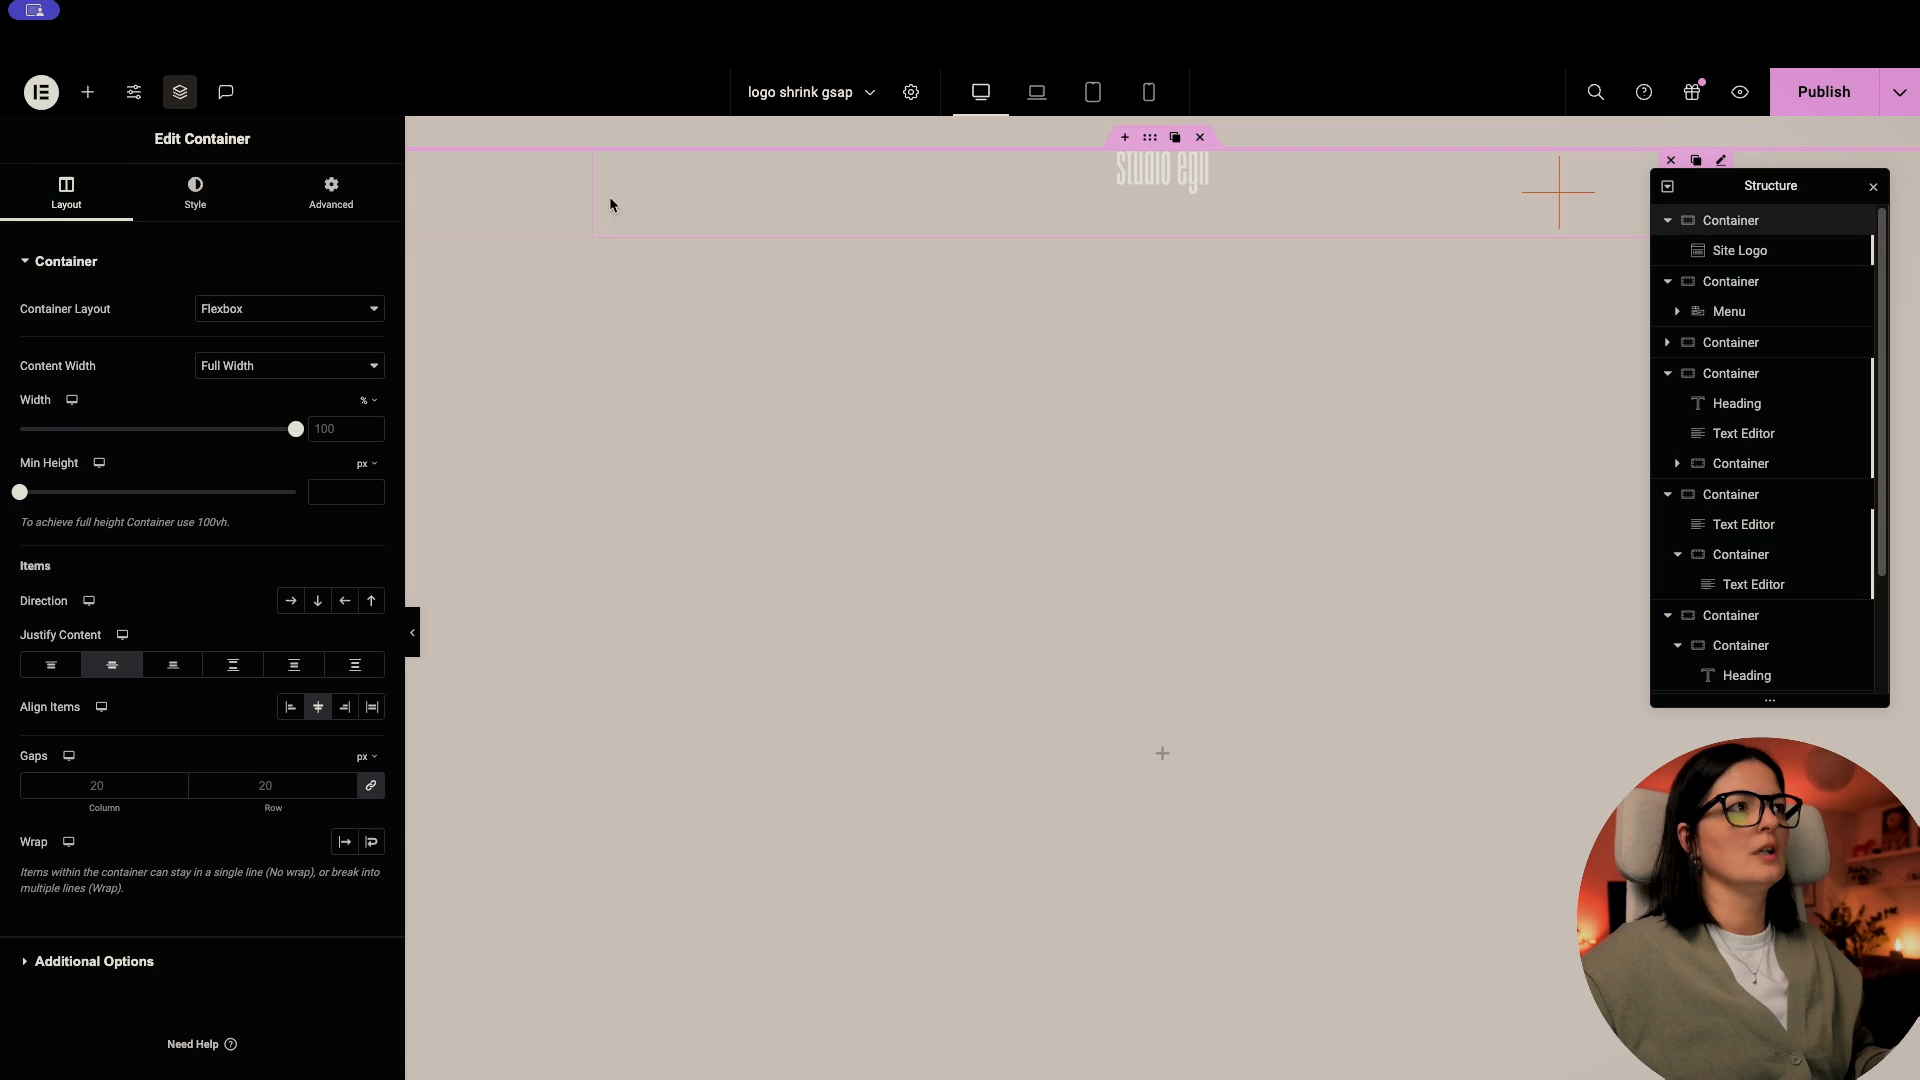 logo shrink gsap
Publish
Edit Container
Layout
Style
Advanced
Container
Container Layout
Flexbox
Content Width
Full Width
Width
%
100
Min Height
px
To achieve full height Container use 100vh.
Items
Direction
Justify Content
Align Items
Gaps
px
20
20
Column
Row
Wrap
Items within the container can stay in a single line (No wrap), or break into
multiple lines (Wrap).
Additional Options
Need Help
studio egii
Structure
Container
Site Logo
Container
Menu
Container
Container
Heading
Text Editor
Container
Container
Text Editor
Container
Text Editor
Container
Container
Heading